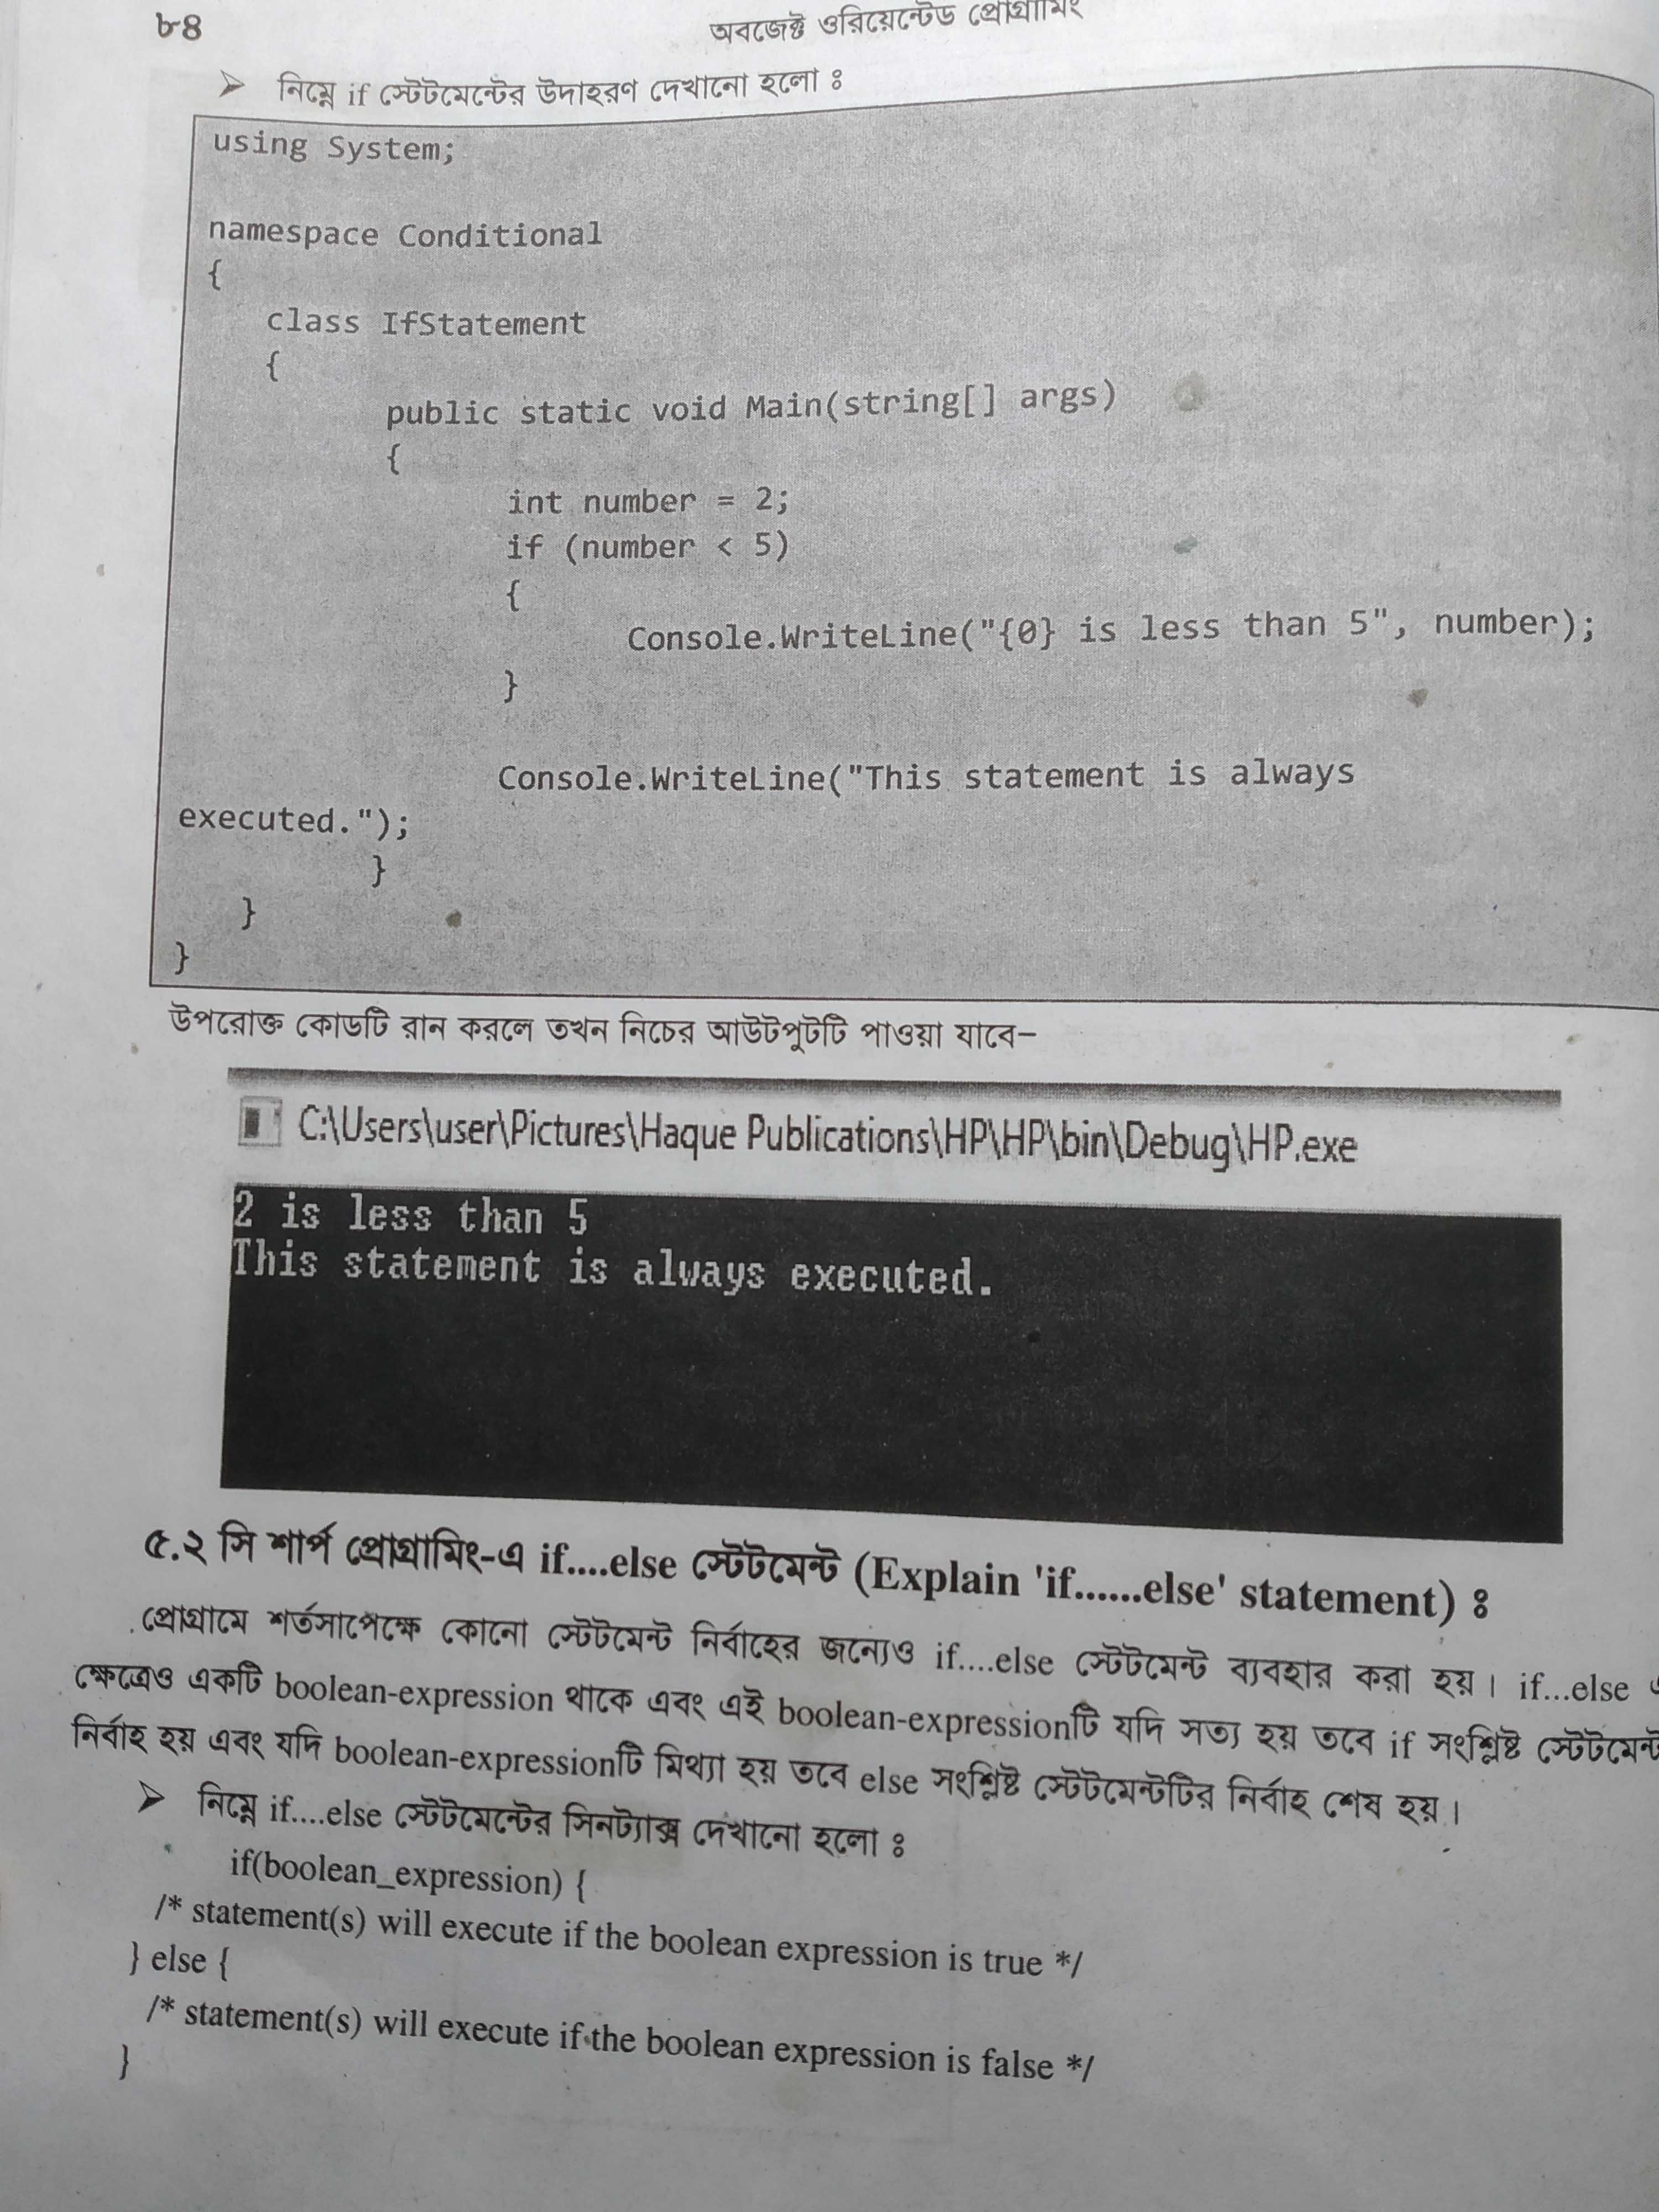 ৮৪
অবজেক্ট ওরিয়েন্টেড প্রোগ্রামিং
➢ নিম্নে if স্টেটমেন্টের উদাহরণ দেখানো হলো ঃ
using System;
namespace Conditional
{
class IfStatement
{
public static void Main(string[] args)
{
int number = 2;
if (number < 5)
{
Console.WriteLine("{0} is less than 5", number);
}
Console.WriteLine("This statement is always
executed.");
}
}
}
উপরোক্ত কোডটি রান করলে তখন নিচের আউটপুটটি পাওয়া যাবে–
C:\Users\user\Pictures\Haque Publications\HP\HP\bin\Debug\HP.exe
2 is less than 5
This statement is always executed.
৫.২ সি শার্প প্রোগ্রামিং-এ if....else স্টেটমেন্ট (Explain 'if......else' statement) ঃ
প্রোগ্রামে শর্তসাপেক্ষে কোনো স্টেটমেন্ট নির্বাহের জন্যেও if....else স্টেটমেন্ট ব্যবহার করা হয়। if...else
ক্ষেত্রেও একটি boolean-expression থাকে এবং এই boolean-expressionটি যদি সত্য হয় তবে if সংশ্লিষ্ট স্টেটমেন্ট
নির্বাহ হয় এবং যদি boolean-expressionটি মিথ্যা হয় তবে else সংশ্লিষ্ট স্টেটমেন্টটির নির্বাহ শেষ হয়।
➢ নিম্নে if....else স্টেটমেন্টের সিনট্যাক্স দেখানো হলো ঃ
if(boolean_expression) {
/* statement(s) will execute if the boolean expression is true */
} else {
/* statement(s) will execute if the boolean expression is false */
}